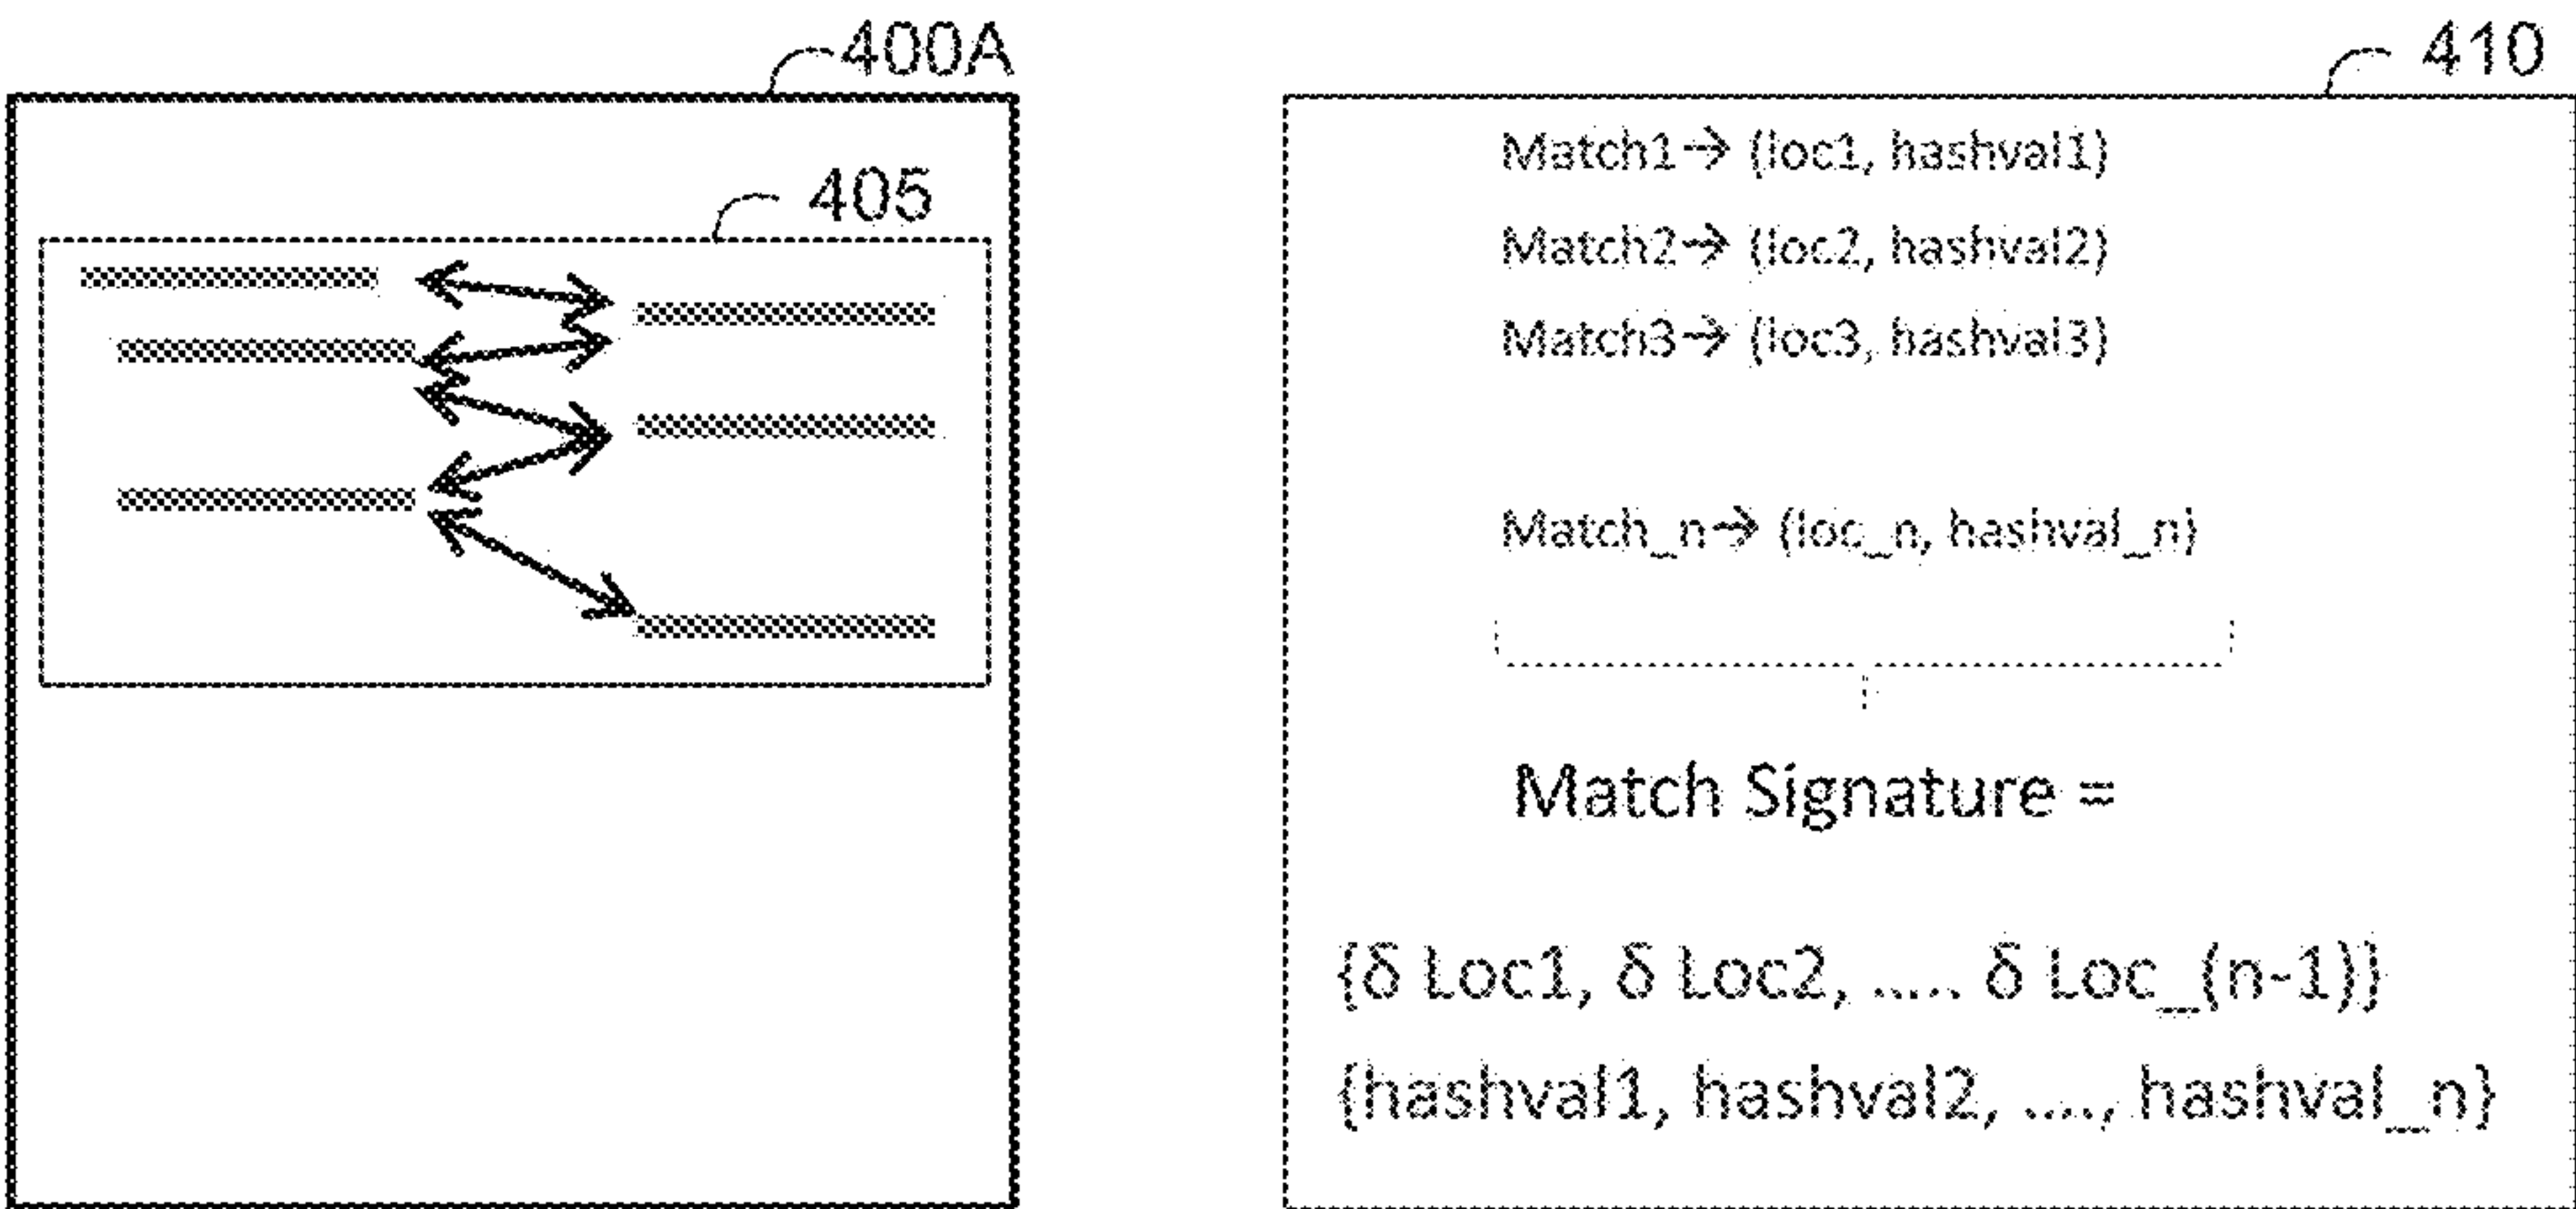 400A
405
410
Match1→ (loc1, hashval1)
Match2→ (loc2, hashval2)
Match3→ (loc3, hashval3)
Match_n→ (loc_n, hashval_n)
Match Signature =
{δ Loc1, δ Loc2, ..... δ Loc_(n-1)}
{hashval1, hashval2, ...., hashval_n}